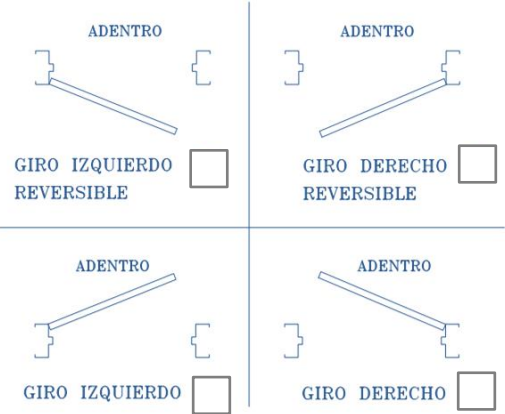 ADENTRO
GIRO IZQUIERDO
REVERSIBLE
ADENTRO
GIRO DERECHO
REVERSIBLE
ADENTRO
GIRO IZQUIERDO
ADENTRO
GIRO DERECHO